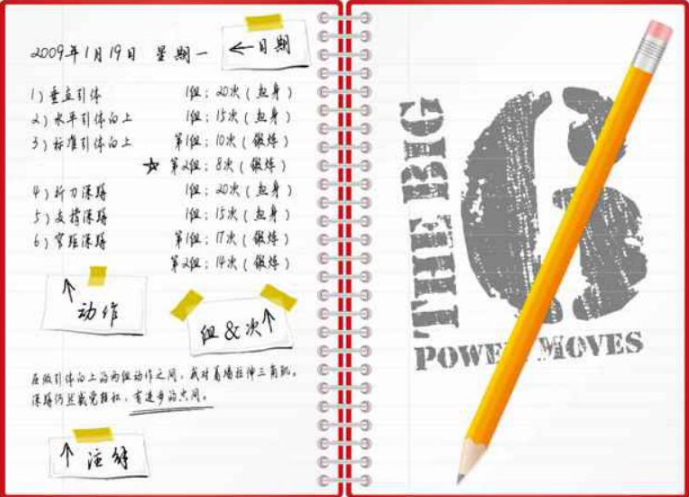 2009年1月19日 星期一 ←日期
1）垂直引体 1组：20次（热身）
2）水平引体向上 1组：15次（热身）
3）标准引体向上 第1组：10次（锻炼）
☆ 第2组：8次（锻炼）
4）折刀深蹲 1组：20次（热身）
5）支撑深蹲 1组：15次（热身）
6）窄距深蹲 第1组：17次（锻炼）
第2组：14次（锻炼）
↑
动作
组&次↑
在做引体向上的两组动作之间，我对着墙拉伸三角肌。
深蹲仍然感觉轻松，有进步的空间。
↑ 注释
THE BIG
6
POWER MOVES